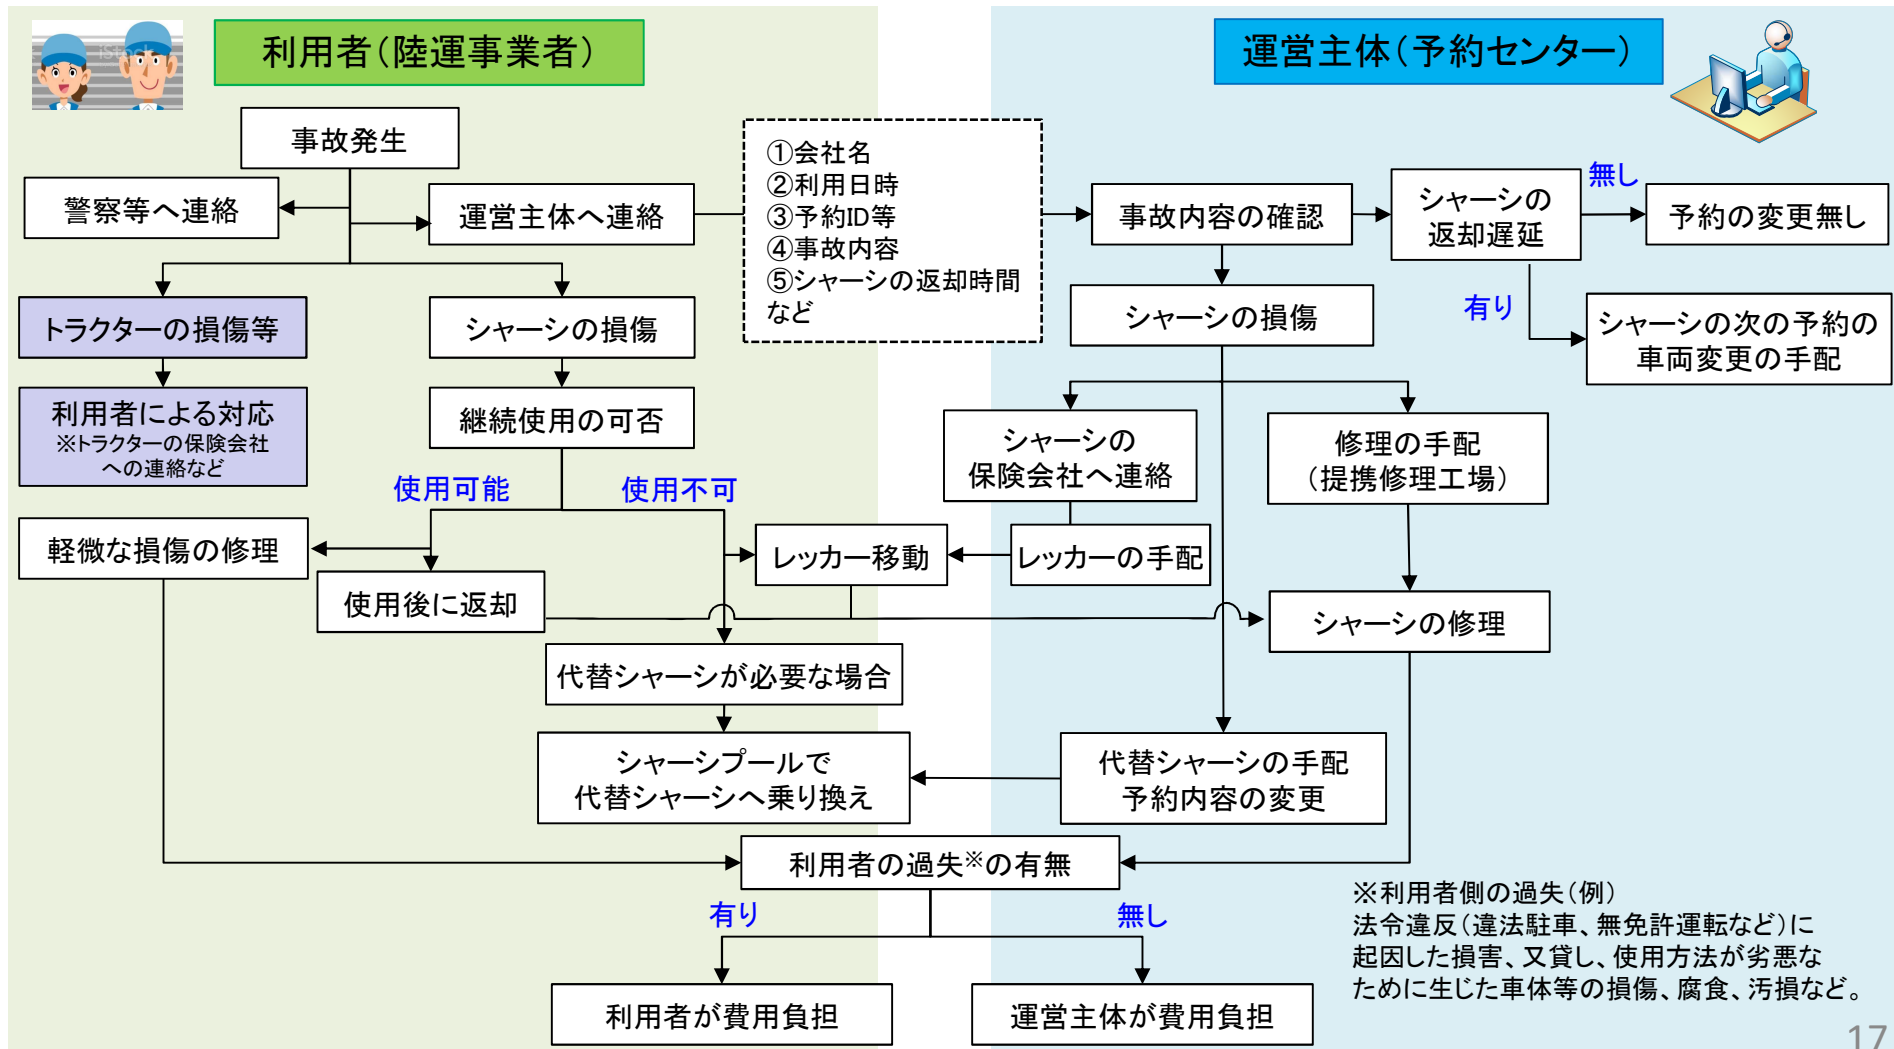 利用者（陸運事業者）
運営主体（予約センター）
iStock
事故発生
警察等へ連絡
運営主体へ連絡
①会社名
②利用日時
③予約ID等
④事故内容
⑤シャーシの返却時間
など
事故内容の確認
シャーシの
返却遅延
無し
予約の変更無し
有り
シャーシの次の予約の
車両変更の手配
トラクターの損傷等
シャーシの損傷
シャーシの損傷
利用者による対応
※トラクターの保険会社
への連絡など
継続使用の可否
シャーシの
保険会社へ連絡
修理の手配
（提携修理工場）
使用可能
使用不可
軽微な損傷の修理
使用後に返却
レッカー移動
レッカーの手配
シャーシの修理
代替シャーシが必要な場合
シャーシプールで
代替シャーシへ乗り換え
代替シャーシの手配
予約内容の変更
利用者の過失※の有無
有り
無し
利用者が費用負担
運営主体が費用負担
※利用者側の過失（例）
法令違反（違法駐車、無免許運転など）に
起因した損害、又貸し、使用方法が劣悪な
ために生じた車体等の損傷、腐食、汚損など。
17